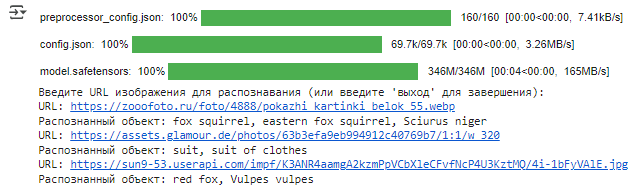 preprocessor_config.json: 100% 160/160 [00:00<00:00, 7.41kB/s]
config.json: 100% 69.7k/69.7k [00:00<00:00, 3.26MB/s]
model.safetensors: 100% 346M/346M [00:04<00:00, 165MB/s]
Введите URL изображения для распознавания (или введите 'выход' для завершения):
URL: https://zooofoto.ru/foto/4888/pokazhi_kartinki_belok_55.webp
Распознанный объект: fox squirrel, eastern fox squirrel, Sciurus niger
URL: https://assets.glamour.de/photos/63b3efa9eb994912c40769b7/1:1/w_320
Распознанный объект: suit, suit of clothes
URL: https://sun9-53.userapi.com/impf/K3ANR4aamgA2kzmPpVCbXleCFvfNcP4U3KztMQ/4i-1bFyVAlE.jpg
Распознанный объект: red fox, Vulpes vulpes